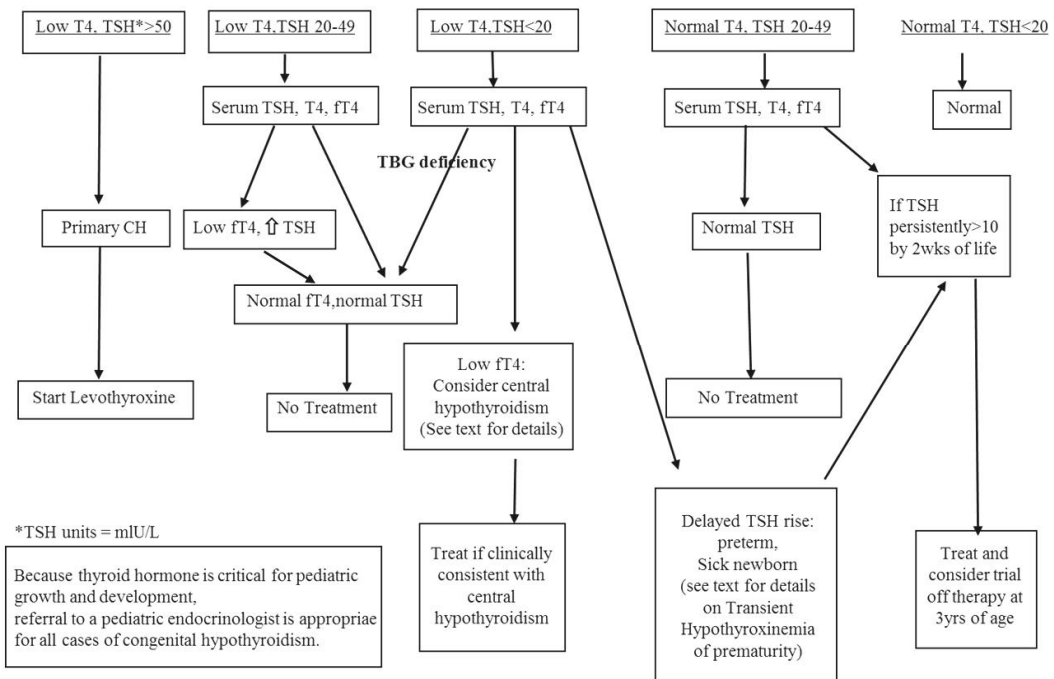 Low T4, TSH*>50
Low T4,TSH 20-49
Low T4,TSH<20
Normal T4, TSH 20-49
Normal T4, TSH<20
Serum TSH, T4, fT4
Serum TSH, T4, fT4
Serum TSH, T4, fT4
Normal
TBG deficiency
Primary CH
Low fT4, ⇧ TSH
Normal TSH
If TSH
persistently>10
by 2wks of life
Normal fT4,normal TSH
Start Levothyroxine
No Treatment
Low fT4:
Consider central
hypothyroidism
(See text for details)
No Treatment
*TSH units = mlU/L
Because thyroid hormone is critical for pediatric
growth and development,
referral to a pediatric endocrinologist is appropriae
for all cases of congenital hypothyroidism.
Treat if clinically
consistent with
central
hypothyroidism
Delayed TSH rise:
preterm,
Sick newborn
(see text for details
on Transient
Hypothyroxinemia
of prematurity)
Treat and
consider trial
off therapy at
3yrs of age